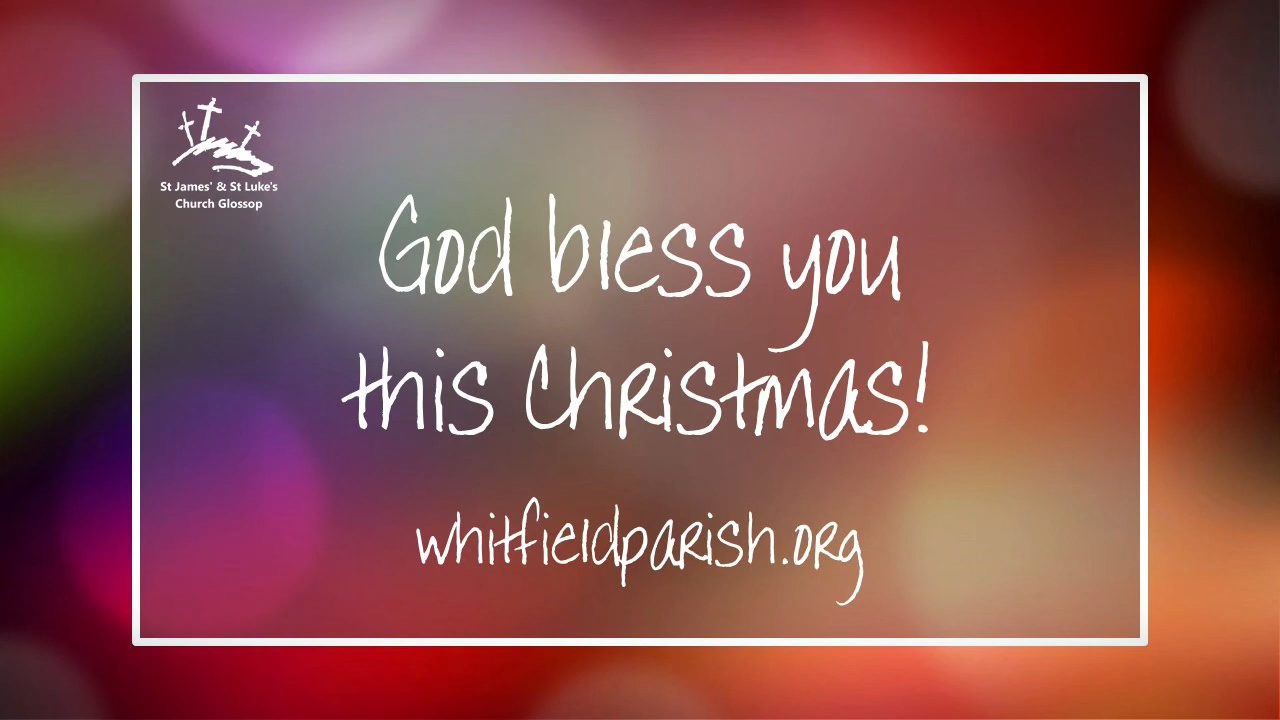 St James' & St Luke's
Church Glossop
God bless you
this Christmas!
whitfieldparish.org